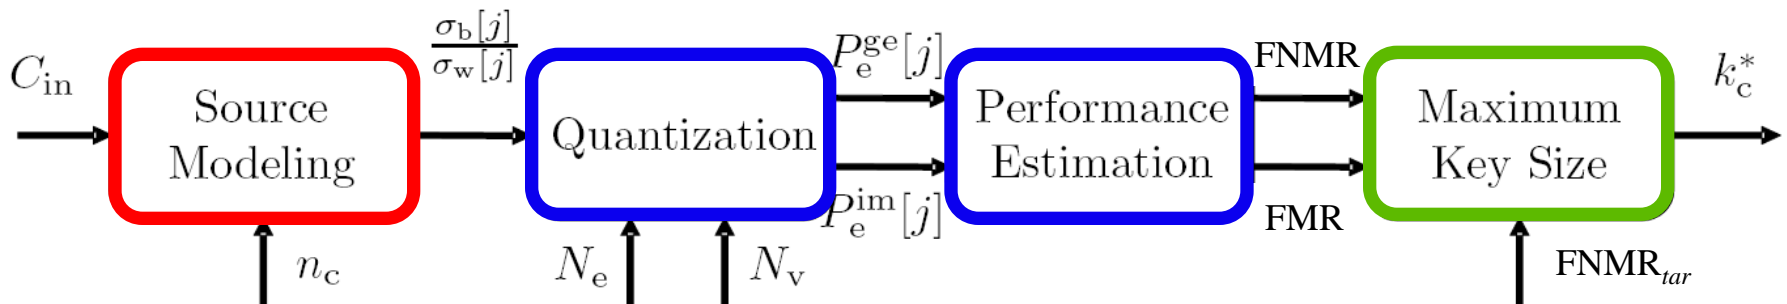 C_in
Source
Modeling
n_c
σ_b[j]
σ_w[j]
Quantization
N_e
N_v
P_e^ge[j]
P_e^im[j]
Performance
Estimation
FNMR
FMR
Maximum
Key Size
FNMR_tar
k_c^*